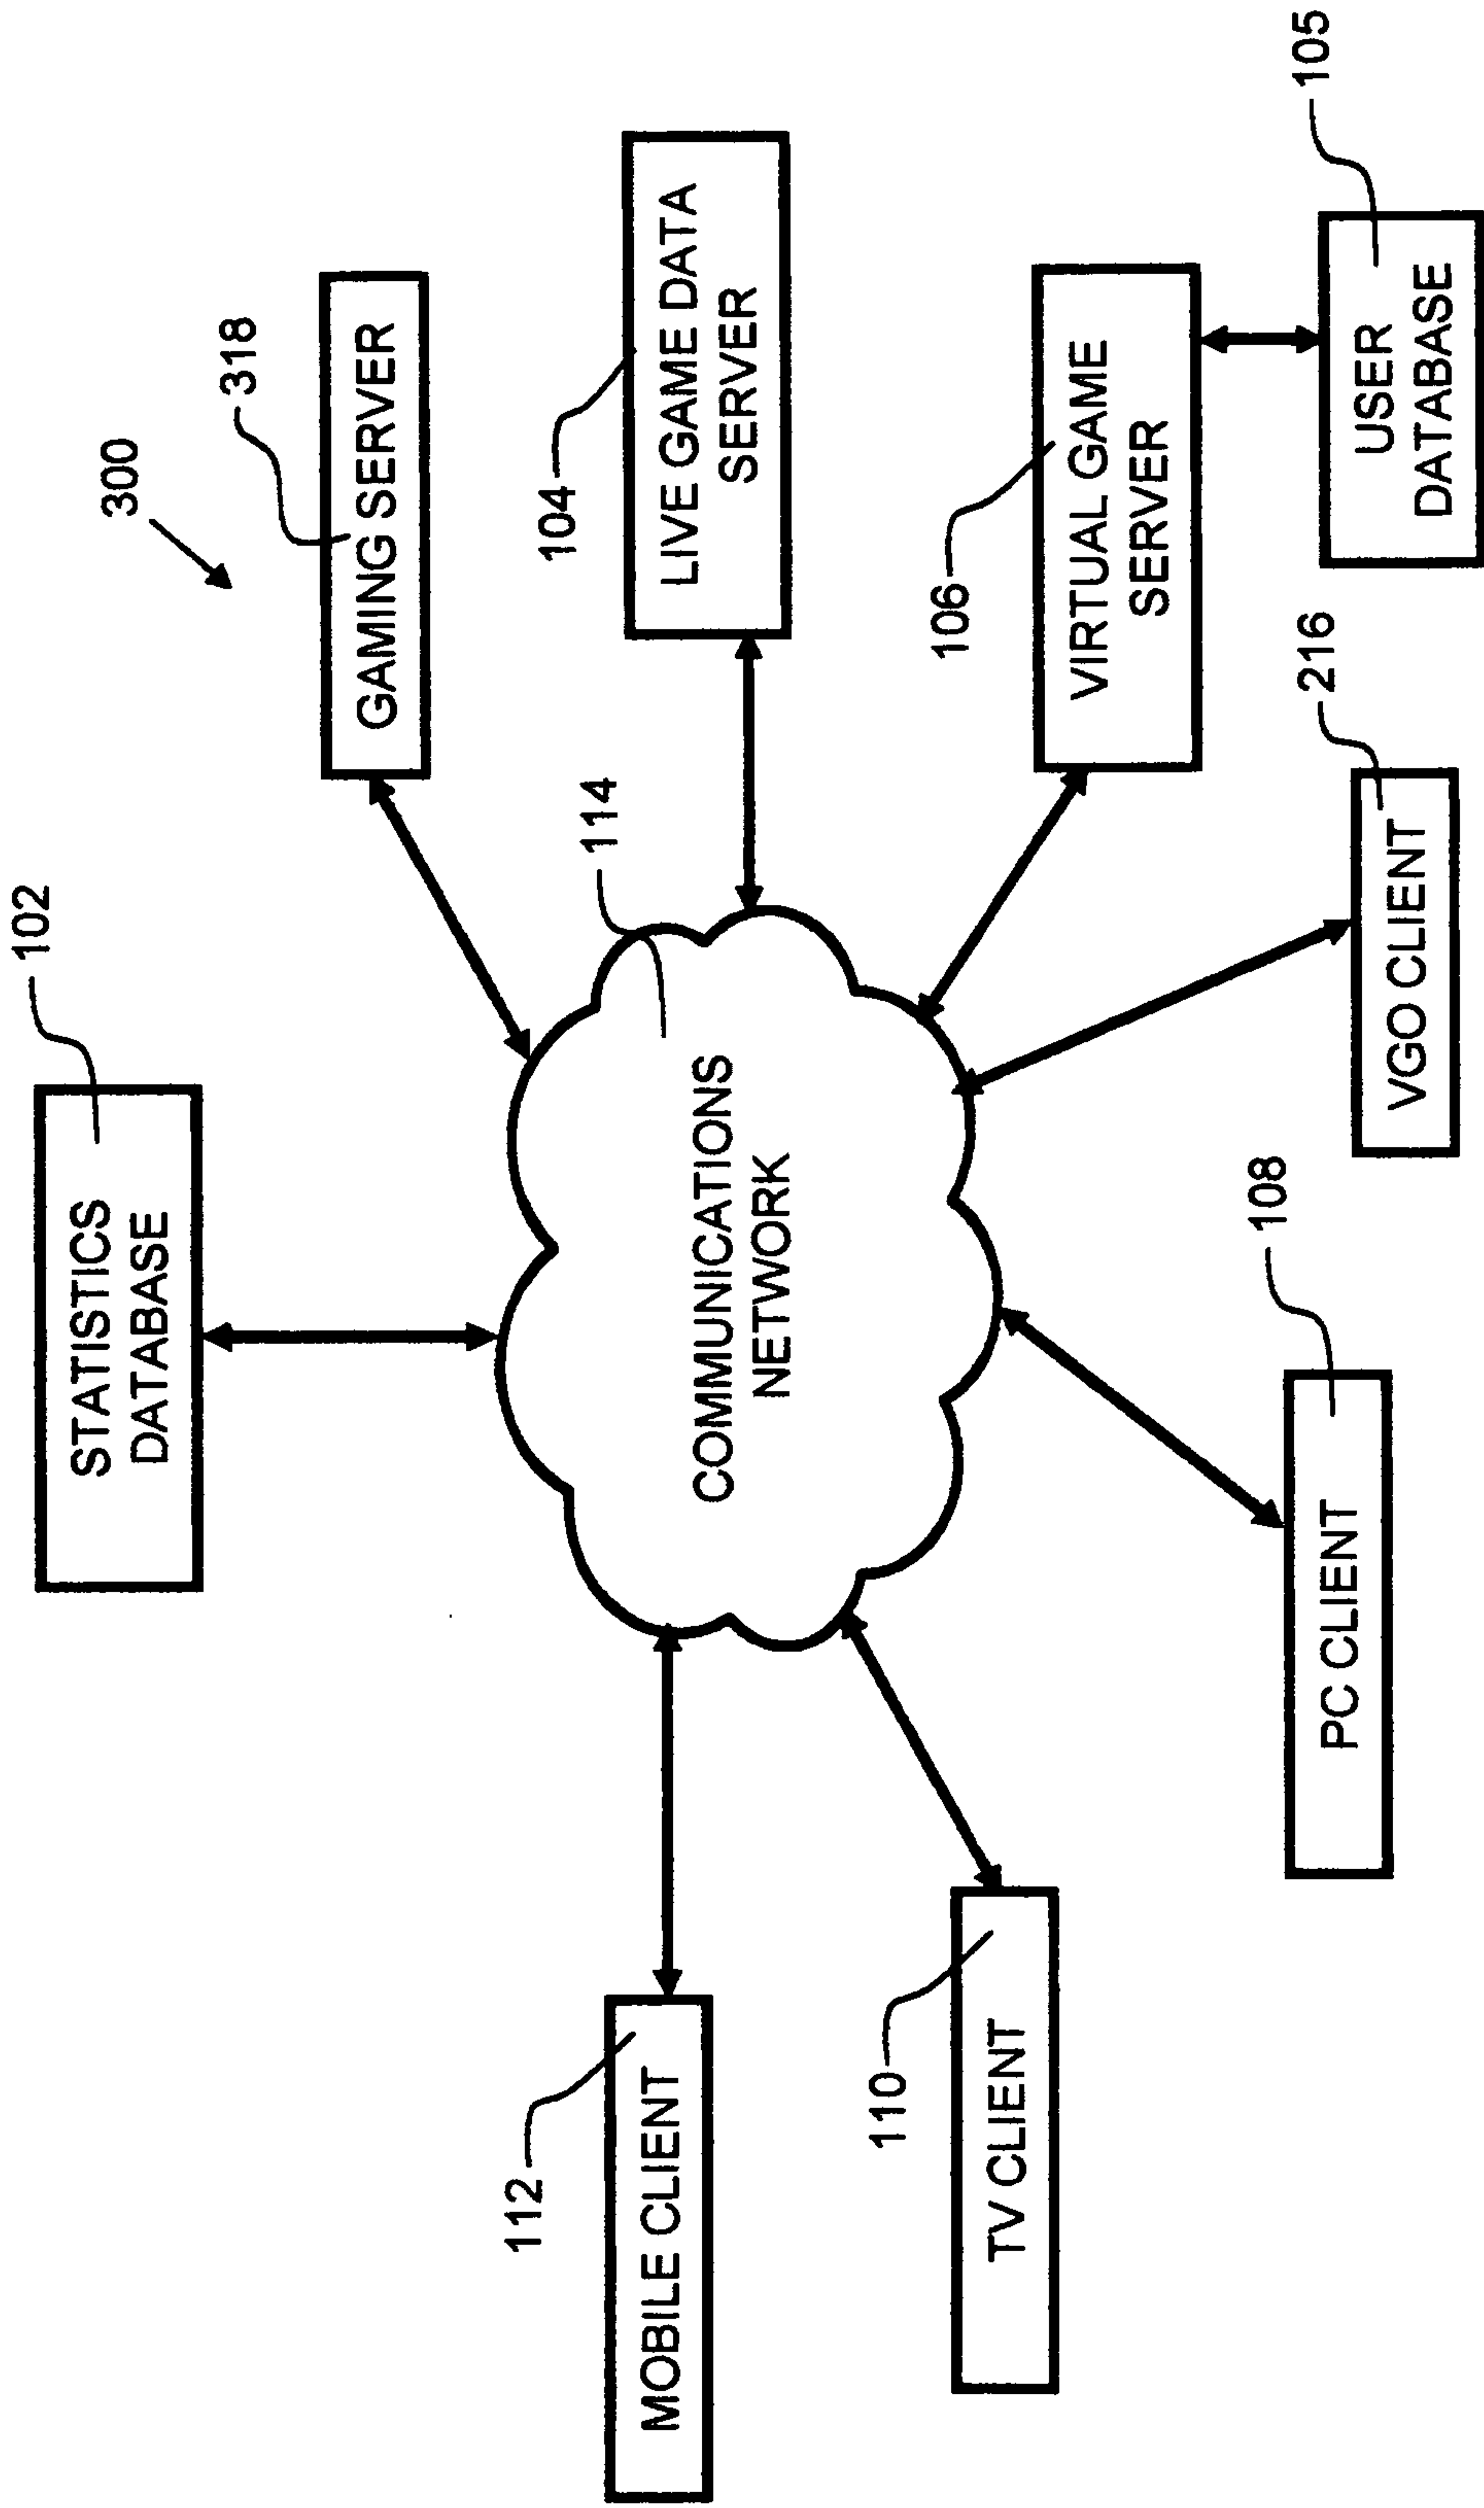 300
102
STATISTICS
DATABASE
318
GAMING SERVER
112
MOBILE CLIENT
114
COMMUNICATIONS
NETWORK
104
LIVE GAME DATA
SERVER
110
TV CLIENT
106
VIRTUAL GAME
SERVER
108
PC CLIENT
216
VGO CLIENT
105
USER
DATABASE